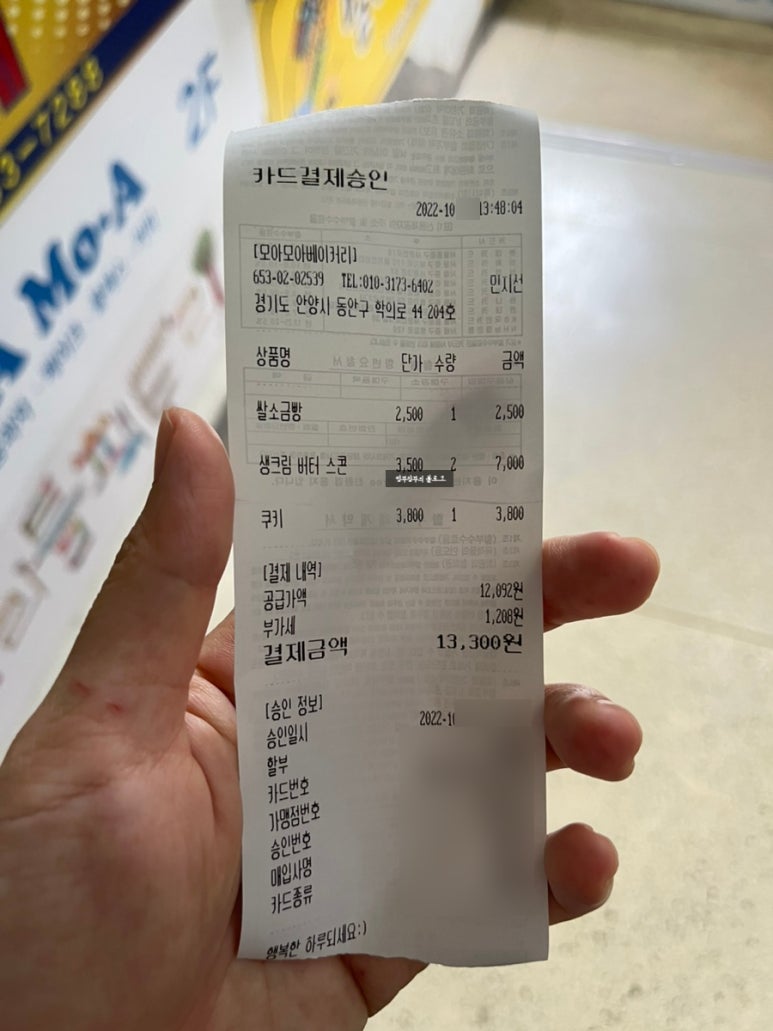 3-7288
2F
Mo-A
카드결제승인
2022-10 13:48:04
[모아모아베이커리]
653-02-02539 TEL:010-3173-6402 민지선
경기도 안양시 동안구 학의로 44 204호
상품명 단가 수량 금액
쌀소금빵 2,500 1 2,500
생크림 버터 스콘 3,500 2 7,000
쿠키 3,800 1 3,800
[결제 내역]
공급가액 12,092원
부가세 1,208원
결제금액 13,300원
[승인 정보]
승인일시 2022-10
할부
카드번호
가맹점번호
승인번호
매입사명
카드종류
행복한 하루되세요:)